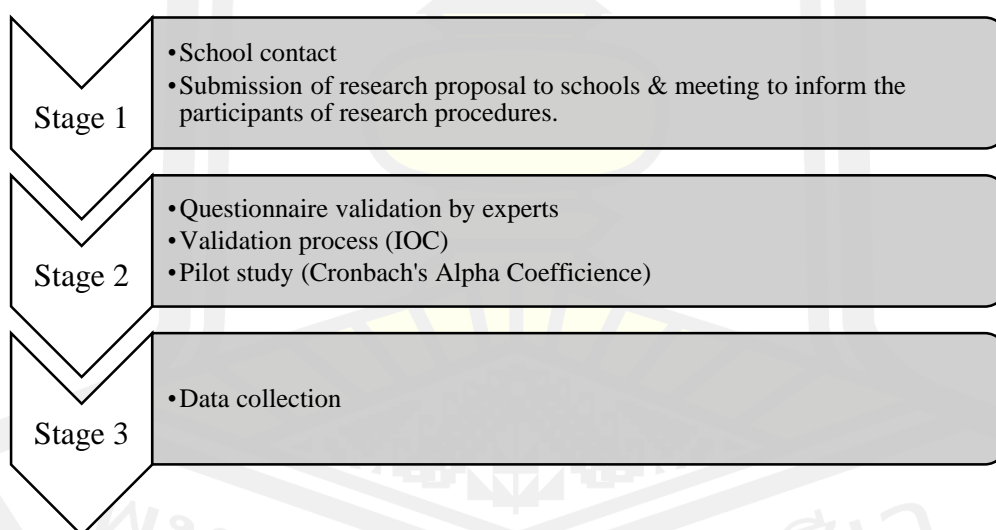 Stage 1
•School contact
•Submission of research proposal to schools & meeting to inform the
participants of research procedures.
Stage 2
•Questionnaire validation by experts
•Validation process (IOC)
•Pilot study (Cronbach's Alpha Coefficience)
Stage 3
•Data collection